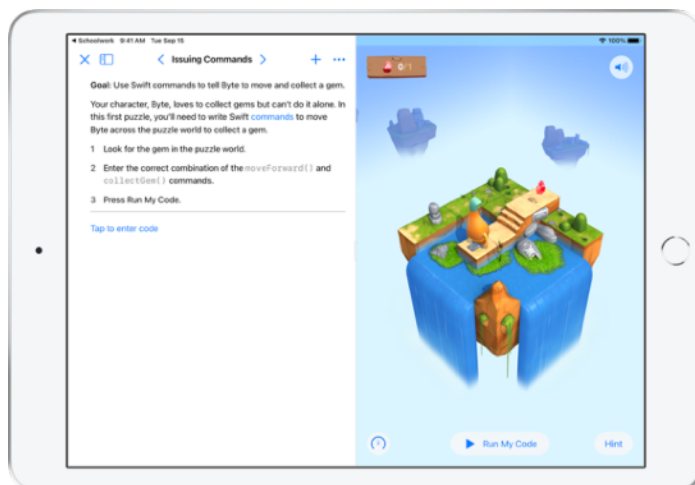 ◀ Schoolwork 9:41 AM Tue Sep 15
100%
Issuing Commands
0/1
Goal: Use Swift commands to tell Byte to move and collect a gem.
Your character, Byte, loves to collect gems but can't do it alone. In
this first puzzle, you'll need to write Swift commands to move
Byte across the puzzle world to collect a gem.
1 Look for the gem in the puzzle world.
2 Enter the correct combination of the moveForward() and
collectGem() commands.
3 Press Run My Code.
Tap to enter code
Run My Code
Hint